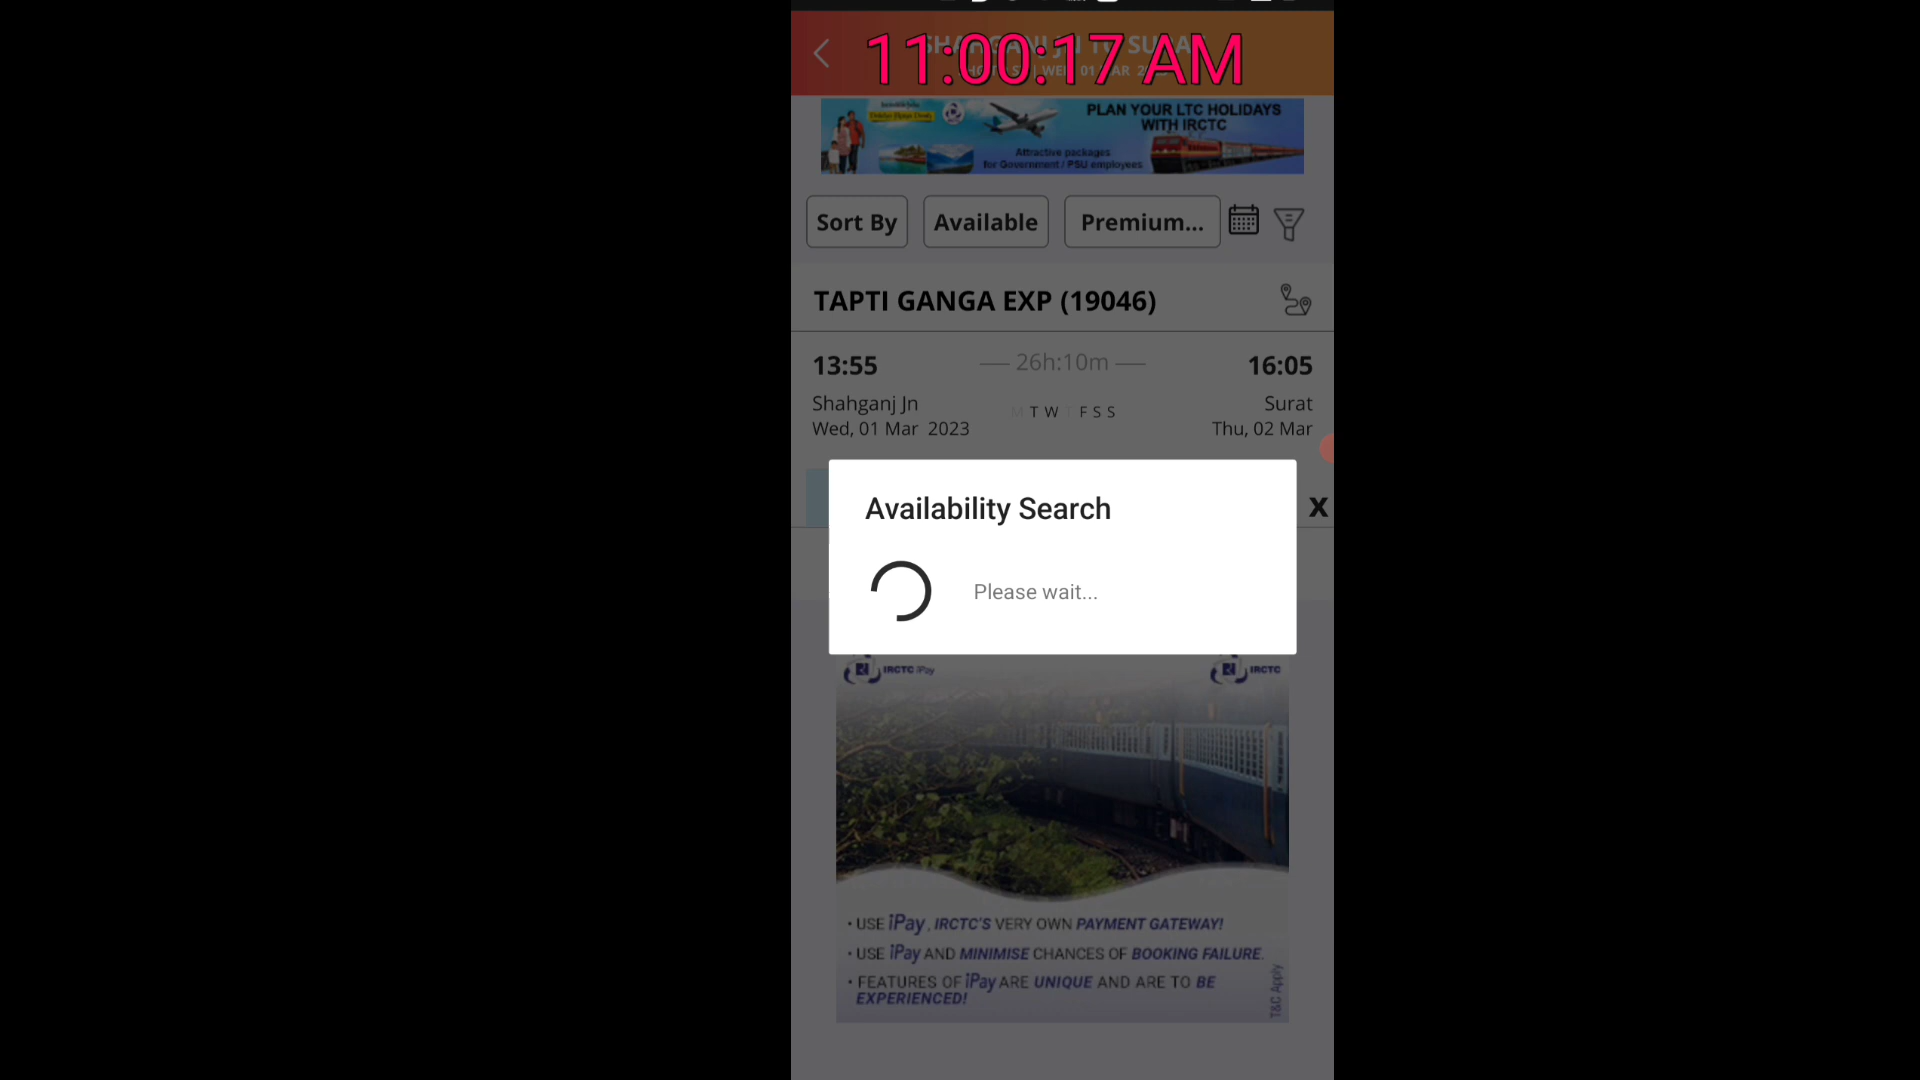 11:00:17 AM
PLAN YOUR LTC HOLIDAYS
WITH IRCTC
Attractive packages
for Government / PSU employees
Sort By
Available
Premium...
TAPTI GANGA EXP (19046)
13:55
26h:10m
16:05
Shahganj Jn
M T W T F S S
Surat
Wed, 01 Mar 2023
Thu, 02 Mar
X
Availability Search
Please wait...
IRCTC iPay
IRCTC
• USE iPay, IRCTC'S VERY OWN PAYMENT GATEWAY!
• USE iPay AND MINIMISE CHANCES OF BOOKING FAILURE.
• FEATURES OF iPay ARE UNIQUE AND ARE TO BE
EXPERIENCED!
T&C Apply